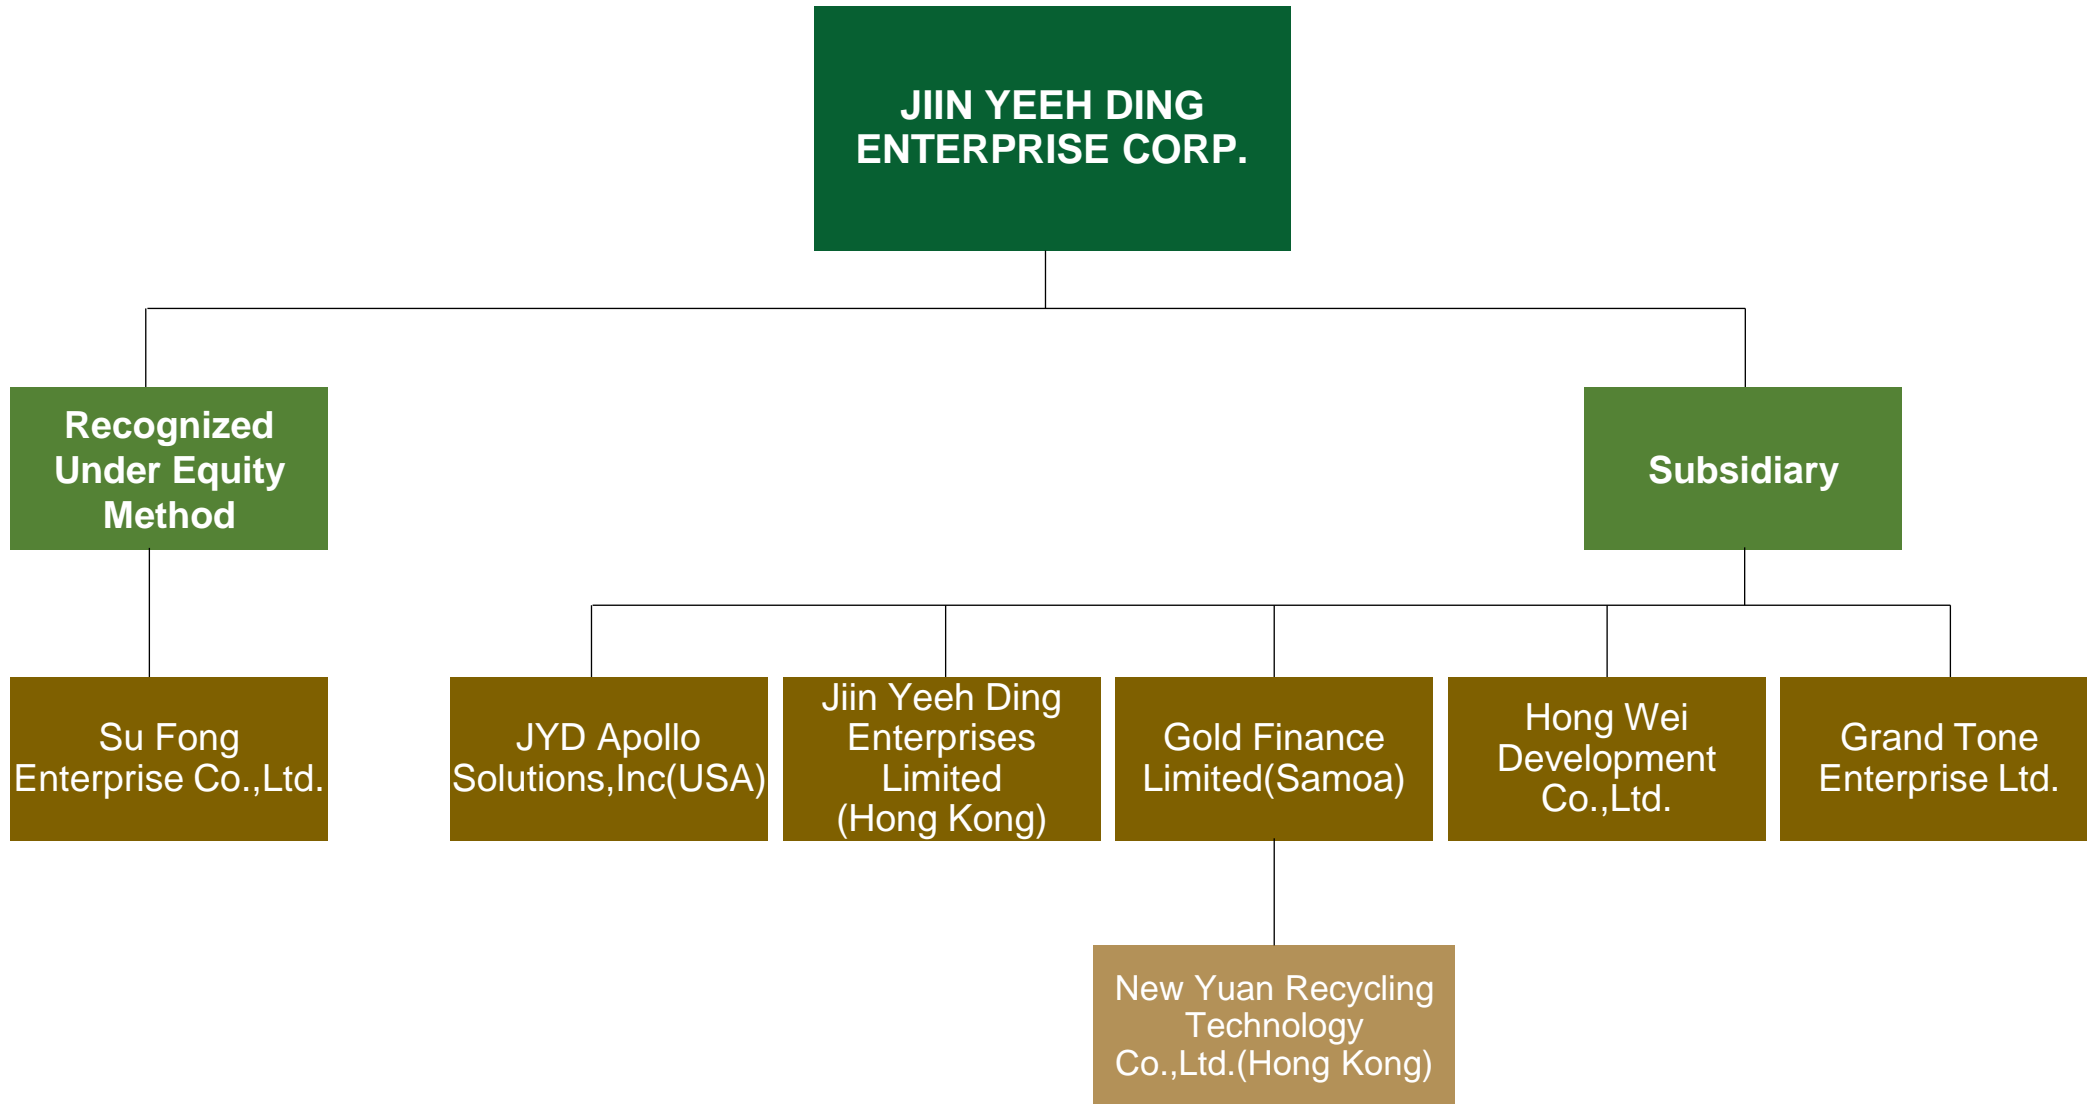 JIIN YEEH DING
ENTERPRISE CORP.
Recognized
Under Equity
Method
Subsidiary
Su Fong
Enterprise Co.,Ltd.
JYD Apollo
Solutions,Inc(USA)
Jiin Yeeh Ding
Enterprises
Limited
(Hong Kong)
Gold Finance
Limited(Samoa)
Hong Wei
Development
Co.,Ltd.
Grand Tone
Enterprise Ltd.
New Yuan Recycling
Technology
Co.,Ltd.(Hong Kong)